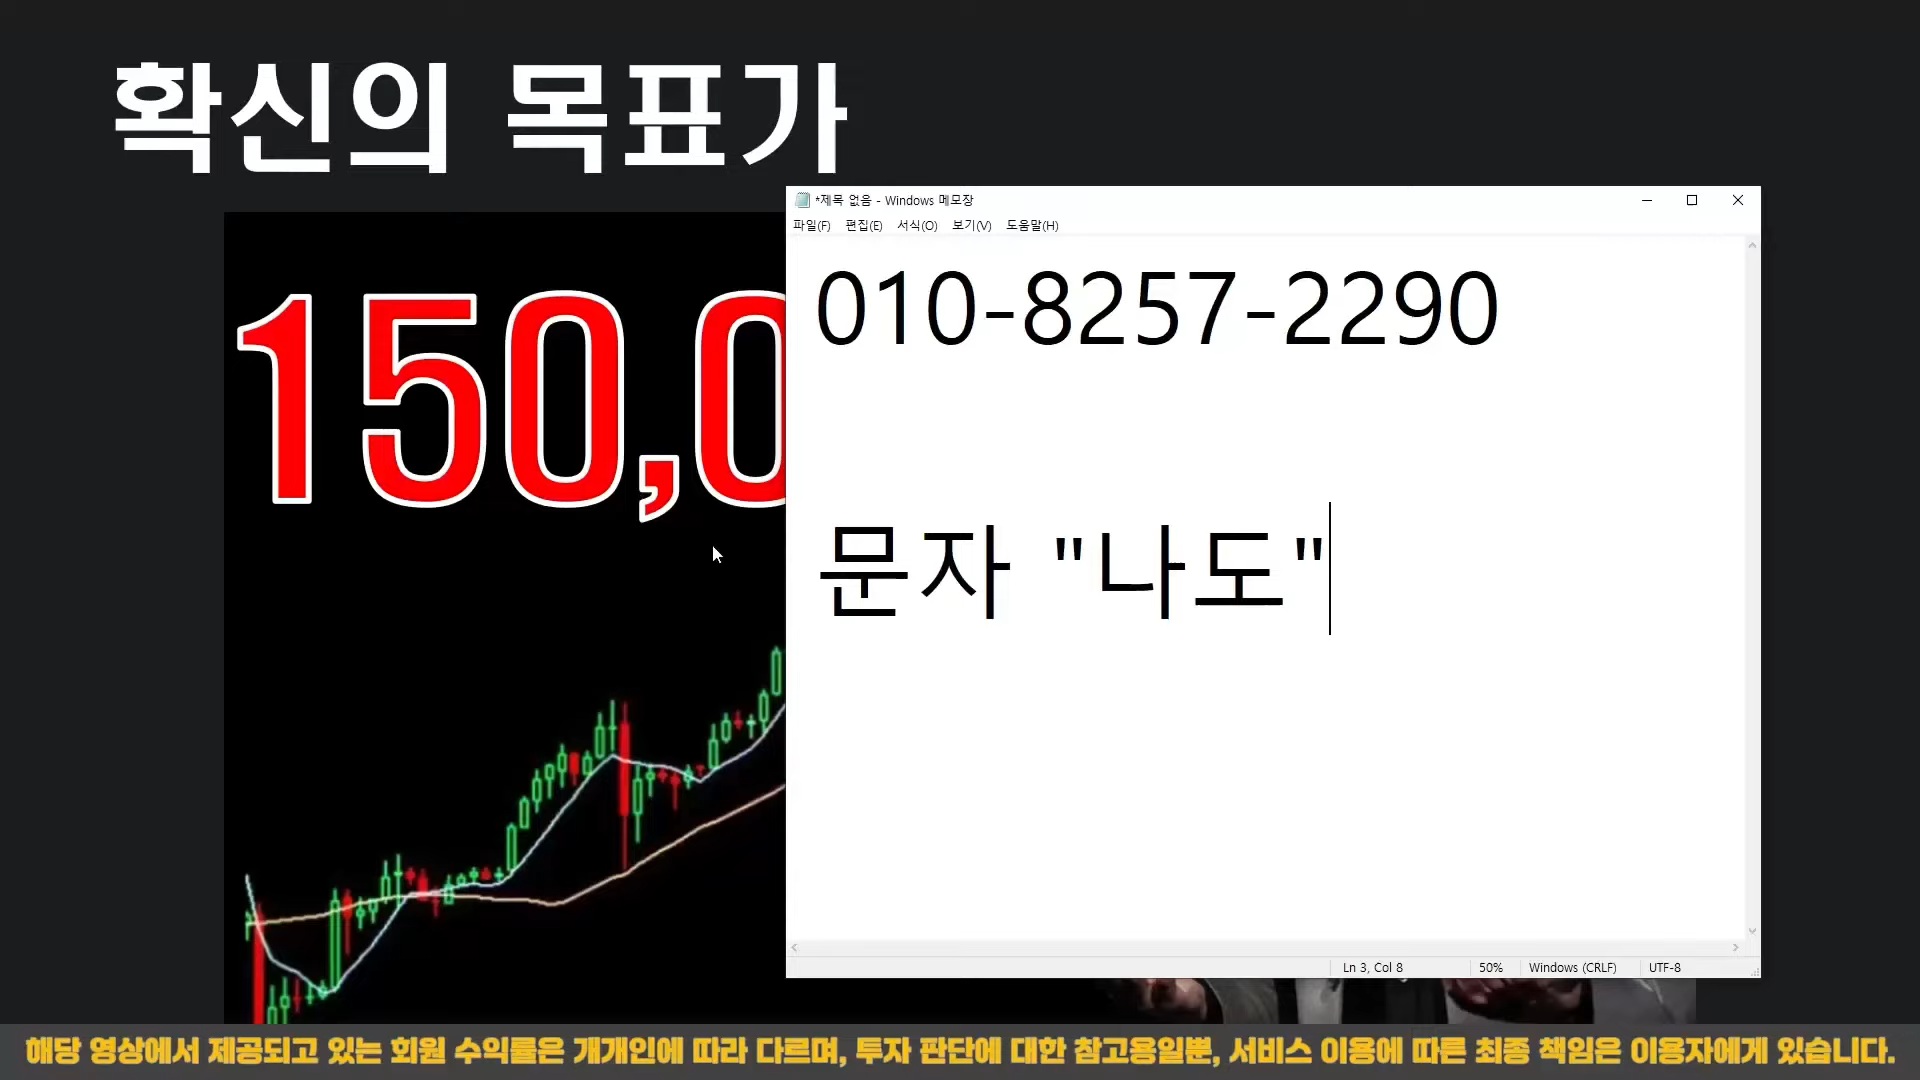 확신의 목표가
150,0
*제목 없음 - Windows 메모장
파일(F) 편집(E) 서식(O) 보기(V) 도움말(H)
010-8257-2290
문자 "나도"
Ln 3, Col 8 50% Windows (CRLF) UTF-8
해당 영상에서 제공되고 있는 회원 수익률은 개개인에 따라 다르며, 투자 판단에 대한 참고용일뿐, 서비스 이용에 따른 최종 책임은 이용자에게 있습니다.